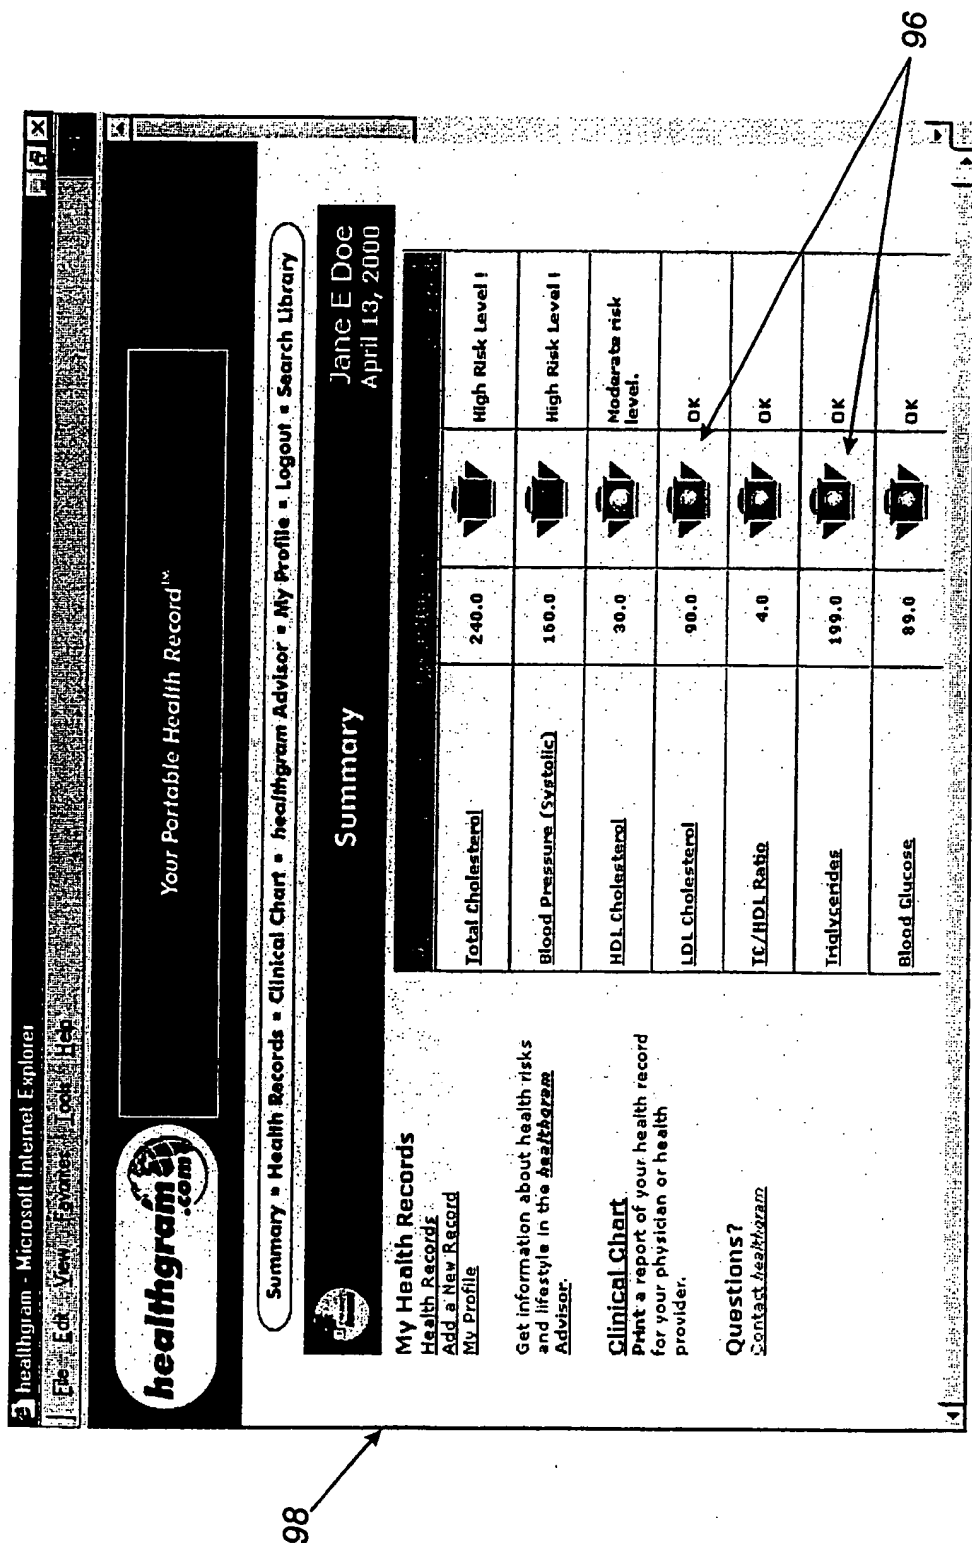 healthgram - Microsoft Internet Explorer
File Edit View Favorites Tools Help
healthgram
.com
Your Portable Health Record™
Summary ▪ Health Records ▪ Clinical Chart ▪ healthgram Advisor ▪ My Profile ▪ Logout ▪ Search Library
Summary
Jane E Doe
April 13, 2000
My Health Records
Health Records
Add a New Record
My Profile
Get information about health risks
and lifestyle in the healthgram
Advisor.
Clinical Chart
Print a report of your health record
for your physician or health
provider.
Questions?
Contact healthgram
Total Cholesterol 240.0 High Risk Level !
Blood Pressure (Systolic) 160.0 High Risk Level !
HDL Cholesterol 30.0 Moderate risk
level.
LDL Cholesterol 90.0 OK
TC/HDL Ratio 4.0 OK
Triglycerides 199.0 OK
Blood Glucose 89.0 OK
98
96